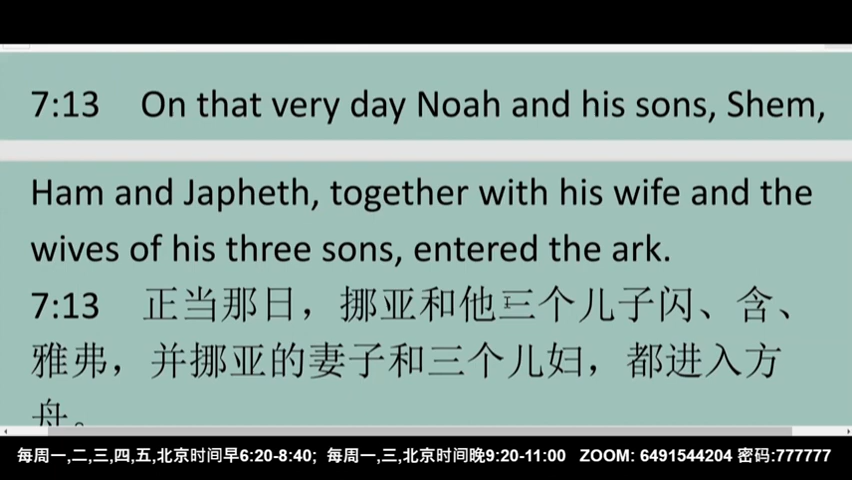 7:13 On that very day Noah and his sons, Shem,
Ham and Japheth, together with his wife and the
wives of his three sons, entered the ark.
7:13 正当那日，挪亚和他三个儿子闪、含、
雅弗，并挪亚的妻子和三个儿妇，都进入方
舟。
每周一,二,三,四,五,北京时间早6:20-8:40; 每周一,三,北京时间晚9:20-11:00 ZOOM: 6491544204 密码:777777